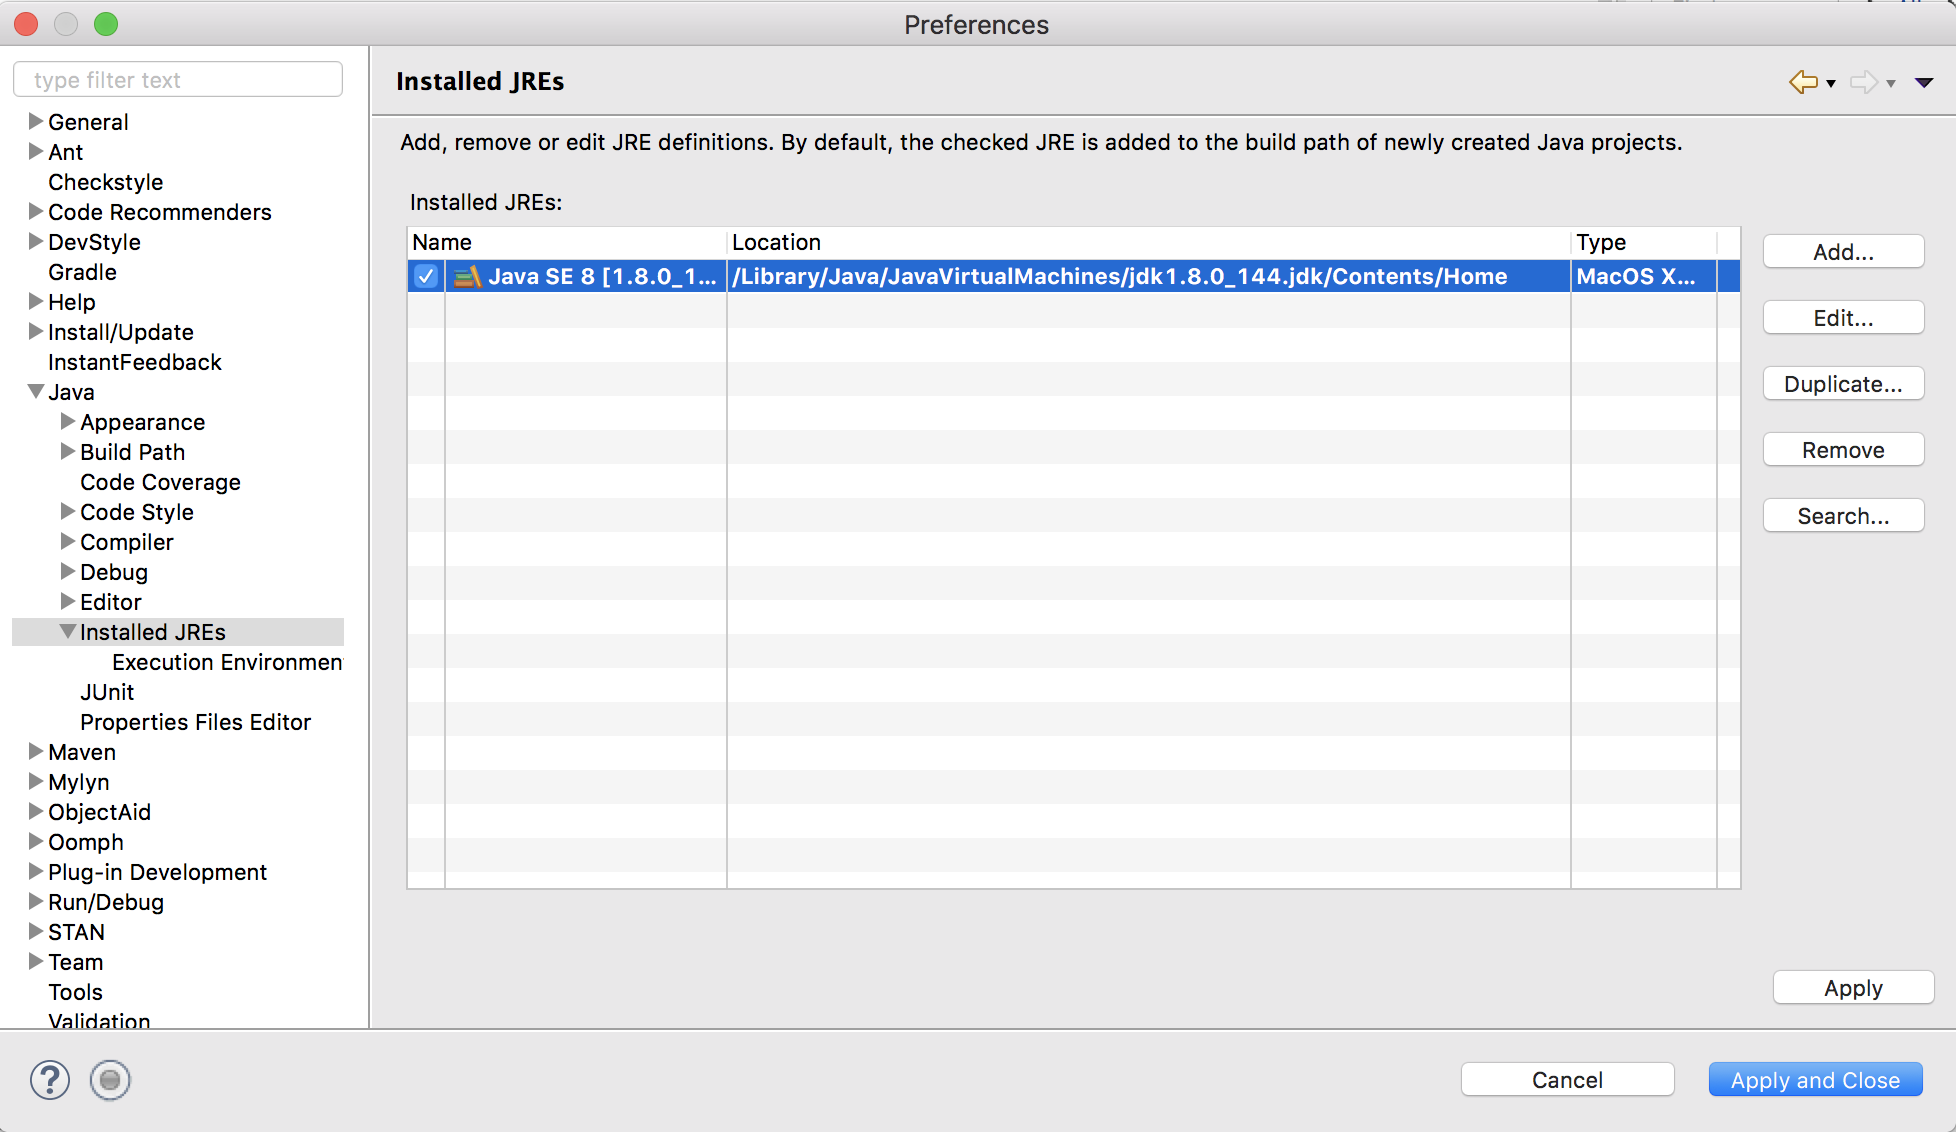 Preferences
type filter text
General
Ant
Checkstyle
Code Recommenders
DevStyle
Gradle
Help
Install/Update
InstantFeedback
Java
Appearance
Build Path
Code Coverage
Code Style
Compiler
Debug
Editor
Installed JREs
Execution Environmen
JUnit
Properties Files Editor
Maven
Mylyn
ObjectAid
Oomph
Plug-in Development
Run/Debug
STAN
Team
Tools
Validation
Installed JREs
Add, remove or edit JRE definitions. By default, the checked JRE is added to the build path of newly created Java projects.
Installed JREs:
Name Location Type
Java SE 8 [1.8.0_1... /Library/Java/JavaVirtualMachines/jdk1.8.0_144.jdk/Contents/Home MacOS X...
Add...
Edit...
Duplicate...
Remove
Search...
Apply
?
Cancel
Apply and Close